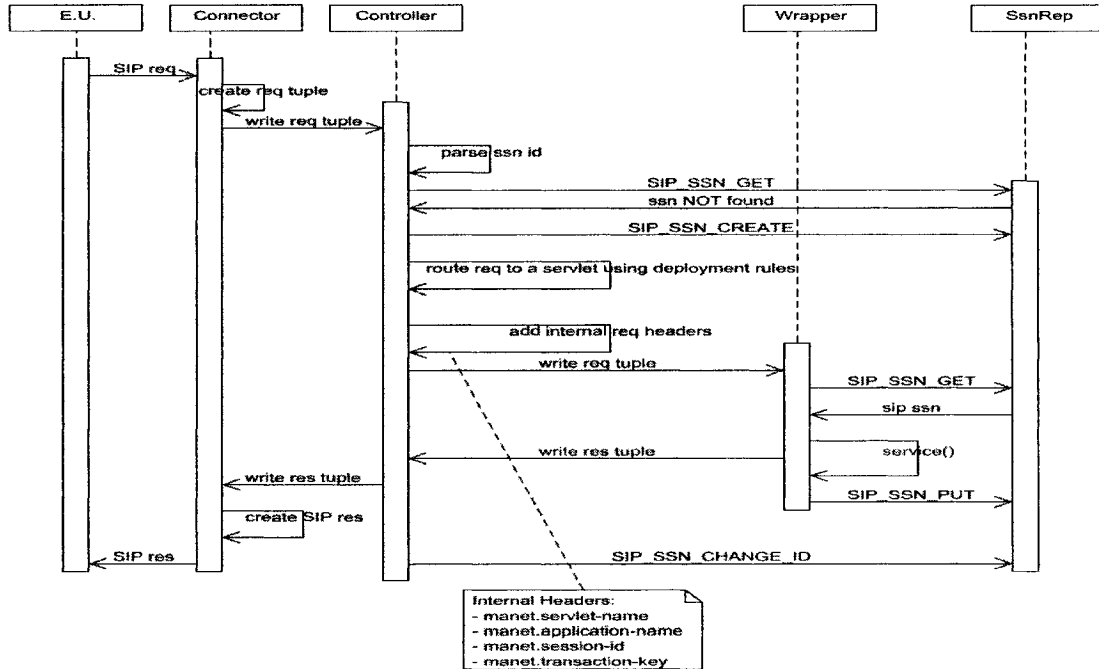 E.U.
Connector
Controller
Wrapper
SsnRep
SIP req
create req tuple
write req tuple
parse ssn id
SIP_SSN_GET
ssn NOT found
SIP_SSN_CREATE
route req to a servlet using deployment rules
add internal req headers
write req tuple
SIP_SSN_GET
sip ssn
service()
write res tuple
write res tuple
SIP_SSN_PUT
create SIP res
SIP res
SIP_SSN_CHANGE_ID
Internal Headers:
- manet.servlet-name
- manet.application-name
- manet.session-id
- manet.transaction-key